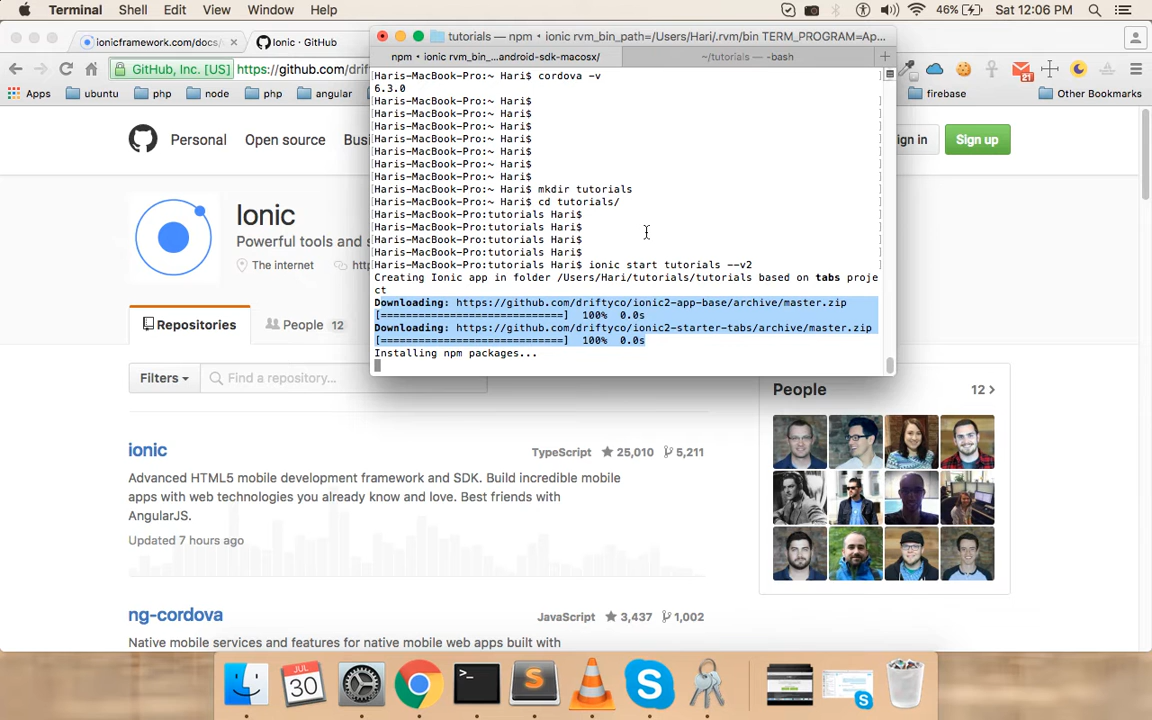 Terminal Shell Edit View Window Help
46% Sat 12:06 PM
ionicframework.com/docs/
Ionic · GitHub
GitHub, Inc. [US] https://github.com/drif
Apps ubuntu php node php angular
firebase Other Bookmarks
tutorials — npm • ionic rvm_bin_path=/Users/Hari/.rvm/bin TERM_PROGRAM=Ap...
npm • ionic rvm_bin_...android-sdk-macosx/
~/tutorials — -bash
Haris-MacBook-Pro:~ Hari$ cordova -v
6.3.0
Haris-MacBook-Pro:~ Hari$
Haris-MacBook-Pro:~ Hari$
Haris-MacBook-Pro:~ Hari$
Haris-MacBook-Pro:~ Hari$
Haris-MacBook-Pro:~ Hari$
Haris-MacBook-Pro:~ Hari$
Haris-MacBook-Pro:~ Hari$
Haris-MacBook-Pro:~ Hari$ mkdir tutorials
Haris-MacBook-Pro:~ Hari$ cd tutorials/
Haris-MacBook-Pro:tutorials Hari$
Haris-MacBook-Pro:tutorials Hari$
Haris-MacBook-Pro:tutorials Hari$
Haris-MacBook-Pro:tutorials Hari$
Haris-MacBook-Pro:tutorials Hari$ ionic start tutorials --v2
Creating Ionic app in folder /Users/Hari/tutorials/tutorials based on tabs proje
ct
Downloading: https://github.com/driftyco/ionic2-app-base/archive/master.zip
[=============================] 100% 0.0s
Downloading: https://github.com/driftyco/ionic2-starter-tabs/archive/master.zip
[=============================] 100% 0.0s
Installing npm packages...
Personal Open source Busi
ign in Sign up
Ionic
Powerful tools and s
The internet htt
Repositories People 12
Filters Find a repository...
ionic
TypeScript 25,010 5,211
Advanced HTML5 mobile development framework and SDK. Build incredible mobile
apps with web technologies you already know and love. Best friends with
AngularJS.
Updated 7 hours ago
ng-cordova
JavaScript 3,437 1,002
Native mobile services and features for native mobile web apps built with
People 12 >
21
JUL
30
>_
S